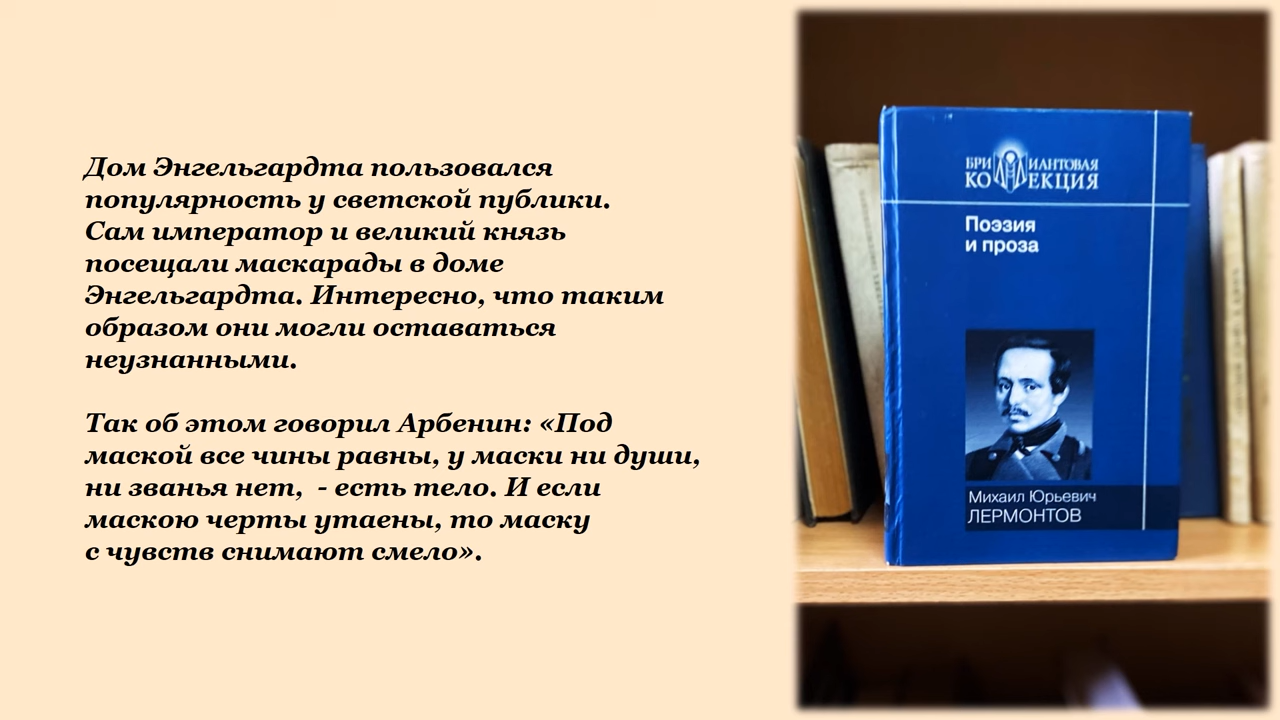 Дом Энгельгардта пользовался
популярность у светской публики.
Сам император и великий князь
посещали маскарады в доме
Энгельгардта. Интересно, что таким
образом они могли оставаться
неузнанными.
Так об этом говорил Арбенин: «Под
маской все чины равны, у маски ни души,
ни званья нет,  - есть тело. И если
маскою черты утаены, то маску
с чувств снимают смело».
БРИЛЛИАНТОВАЯ
КОЛЛЕКЦИЯ
Поэзия
и проза
Михаил Юрьевич
ЛЕРМОНТОВ